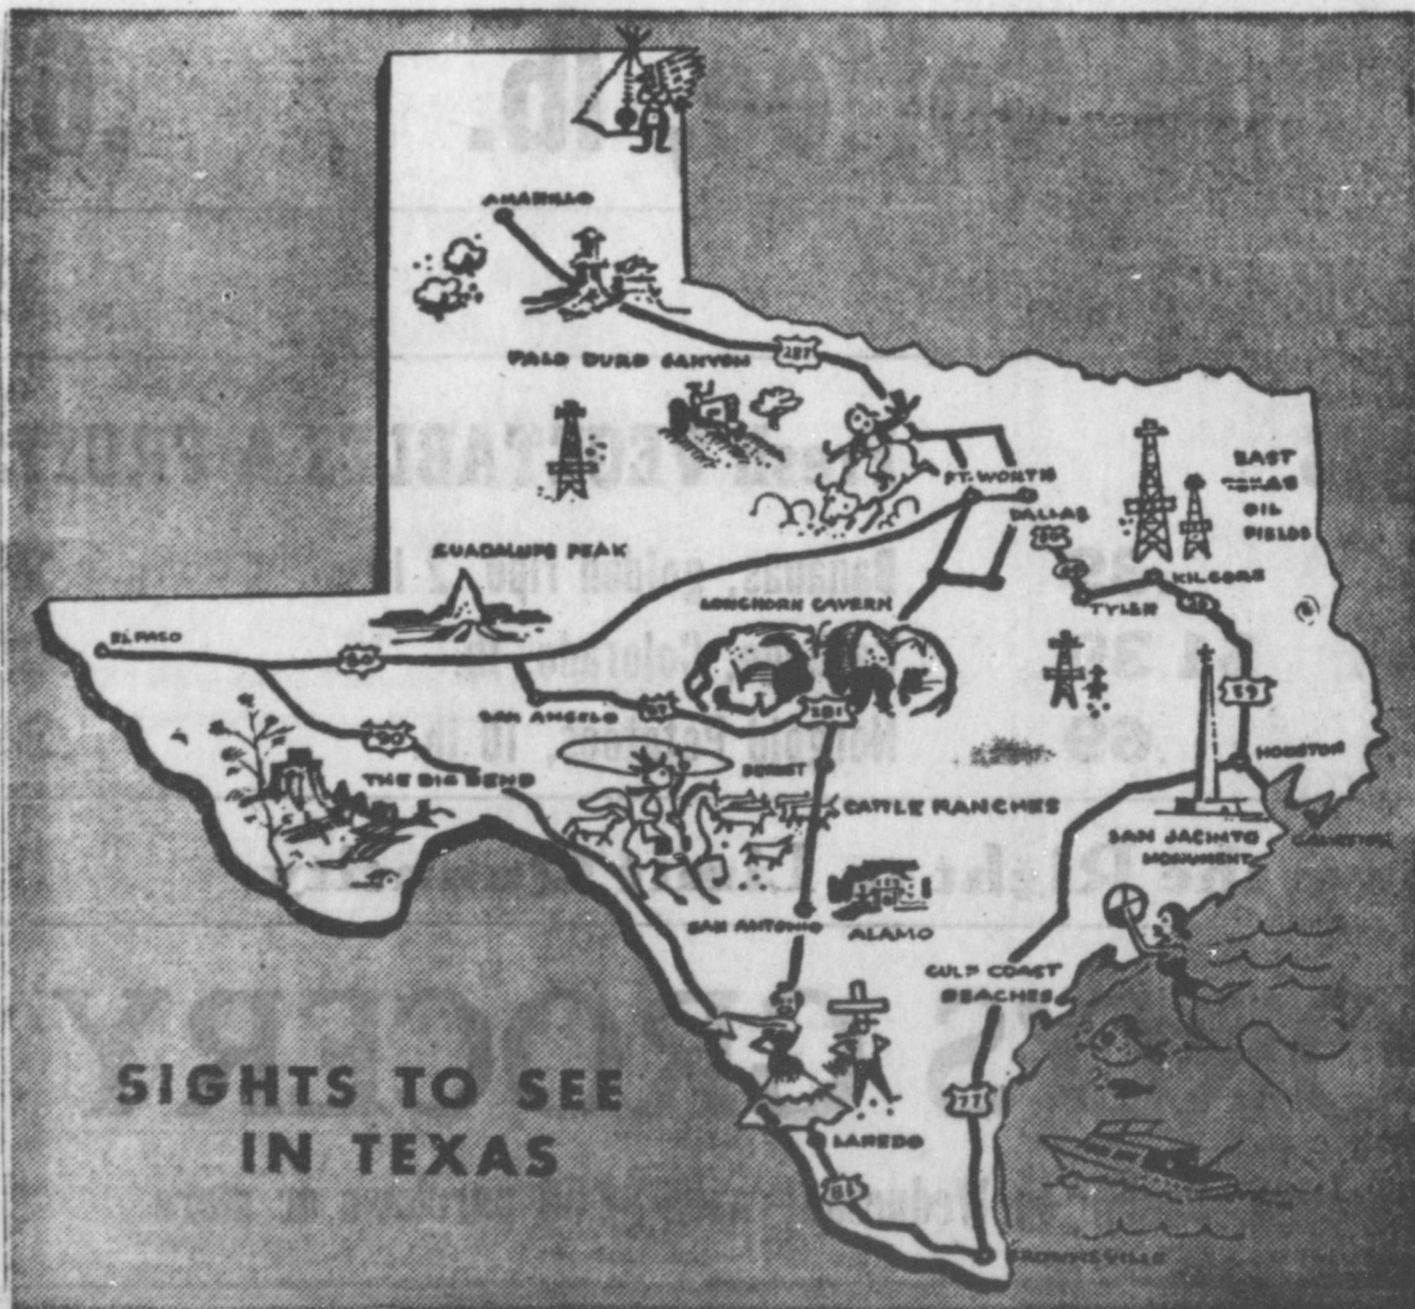 AMARILLO
PALO DURO CANYON
287
FT. WORTH
DALLAS
80
EAST
TEXAS
OIL
FIELDS
GUADALUPE PEAK
KILGORE
TYLER
LONGHORN CAVERN
EL PASO
80
SAN ANGELO
281
59
90
THE BIG BEND
BURNET
HOUSTON
CATTLE RANCHES
SAN JACINTO
MONUMENT
GALVESTON
SAN ANTONIO
ALAMO
GULF COAST
BEACHES
77
LAREDO
BROWNSVILLE
SIGHTS TO SEE
IN TEXAS